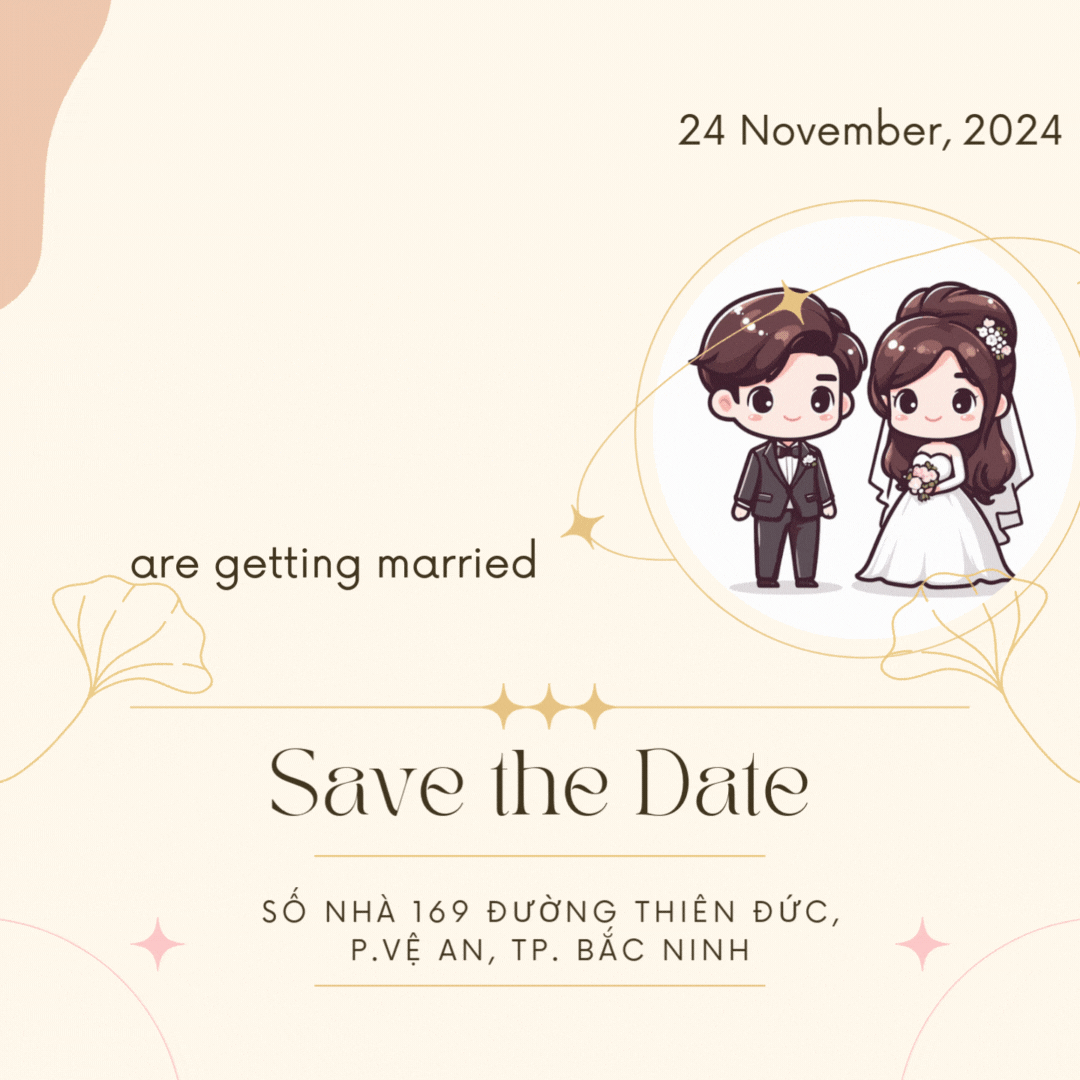 24 November, 2024
are getting married
Save the Date
SỐ NHÀ 169 ĐƯỜNG THIÊN ĐỨC,
P.VỆ AN, TP. BẮC NINH